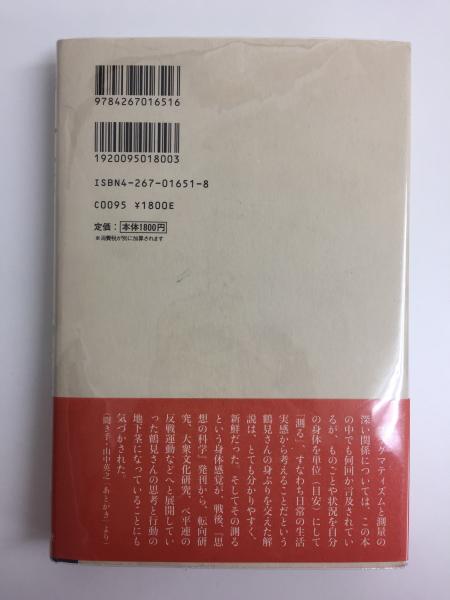 9784267016516
1920095018003
ISBN4-267-01651-8
C0095 ¥1800E
定価：本体1800円
※消費税が別に加算されます
グマティズムと測量の
深い関係については、この本
の中でも何回か言及されてい
るが、ものごとや状況を自分
の身体を単位（目安）にして
「測る」、すなわち日常の生活
実感から考えることだという
鶴見さんの身ぶりを交えた解
説は、とても分かりやすく、
新鮮だった。そしてその測る
という身体感覚が、戦後、『思
想の科学』発刊から、転向研
究、大衆文化研究、ベ平連の
反戦運動などへと展開してい
った鶴見さんの思考と行動の
地下茎になっていることにも
気づかされた。
（聞き手・山中英之「あとがき」より）